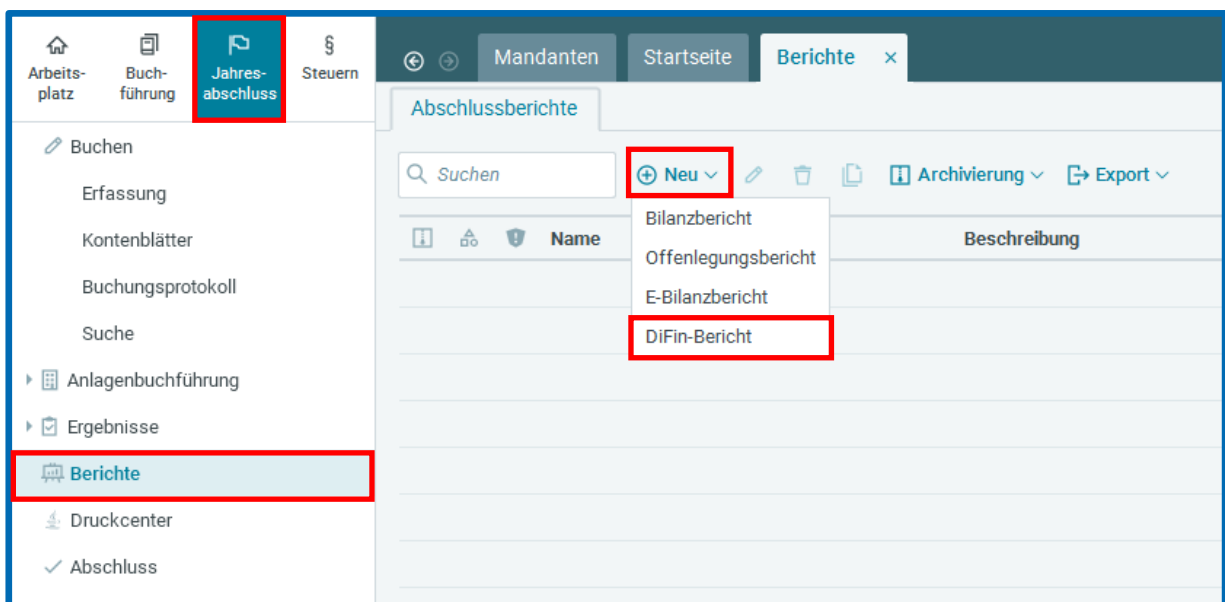 Arbeits-
platz
Buch-
führung
Jahres-
abschluss
§
Steuern
Mandanten
Startseite
Berichte ×
Abschlussberichte
Buchen
Erfassung
Kontenblätter
Buchungsprotokoll
Suche
Anlagenbuchführung
Ergebnisse
Berichte
Druckcenter
Abschluss
Suchen
Neu
Archivierung
Export
Name
Beschreibung
Bilanzbericht
Offenlegungsbericht
E-Bilanzbericht
DiFin-Bericht